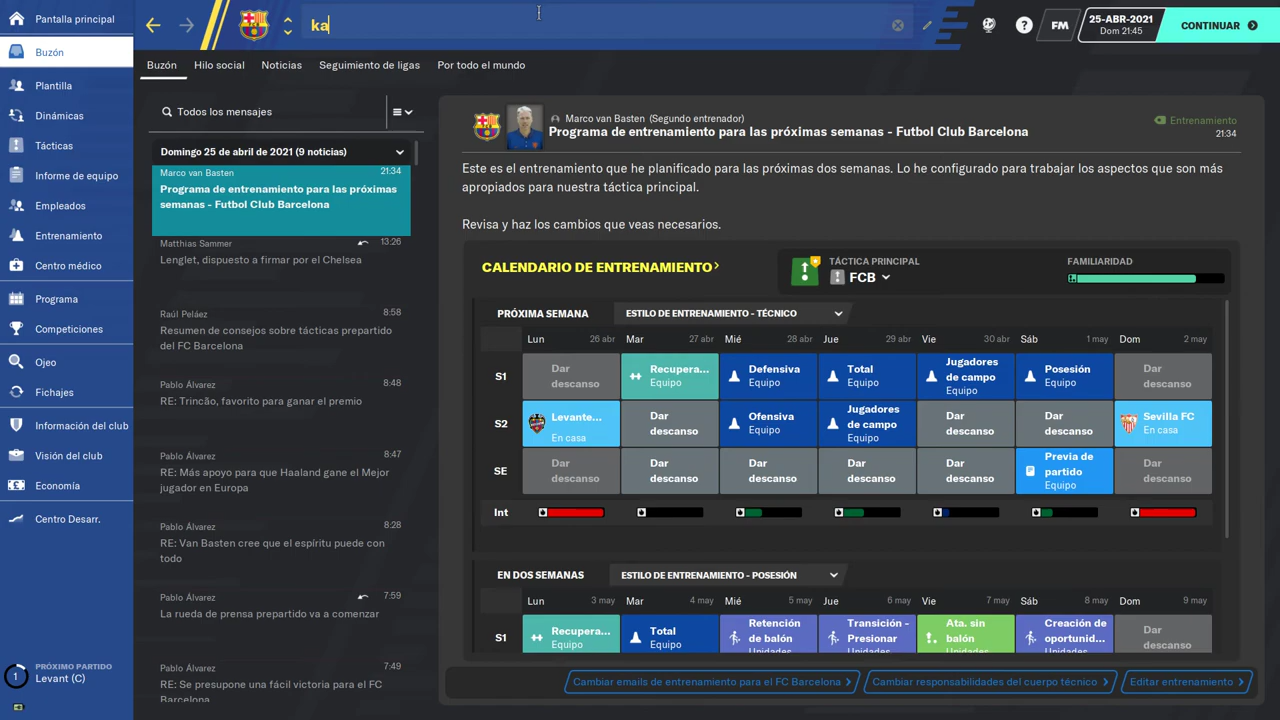 Pantalla principal
Buzón
Plantilla
Dinámicas
Tácticas
Informe de equipo
Empleados
Entrenamiento
Centro médico
Programa
Competiciones
Ojeo
Fichajes
Información del club
Visión del club
Economía
Centro Desarr.
1
PRÓXIMO PARTIDO
Levant (C)
ka
FM
25-ABR-2021
Dom 21:45
CONTINUAR
Buzón Hilo social Noticias Seguimiento de ligas Por todo el mundo
Todos los mensajes
Domingo 25 de abril de 2021 (9 noticias)
Marco van Basten 21:34
Programa de entrenamiento para las próximas
semanas - Futbol Club Barcelona
Matthias Sammer 13:26
Lenglet, dispuesto a firmar por el Chelsea
Raúl Peláez 8:58
Resumen de consejos sobre tácticas prepartido
del FC Barcelona
Pablo Álvarez 8:48
RE: Trincão, favorito para ganar el premio
Pablo Álvarez 8:47
RE: Más apoyo para que Haaland gane el Mejor
jugador en Europa
Pablo Álvarez 8:28
RE: Van Basten cree que el espíritu puede con
todo
Pablo Álvarez 7:59
La rueda de prensa prepartido va a comenzar
Pablo Álvarez 7:49
RE: Se presupone una fácil victoria para el FC
Barcelona
Marco van Basten (Segundo entrenador)
Programa de entrenamiento para las próximas semanas - Futbol Club Barcelona
Entrenamiento
21:34
Este es el entrenamiento que he planificado para las próximas dos semanas. Lo he configurado para trabajar los aspectos que son más
apropiados para nuestra táctica principal.
Revisa y haz los cambios que veas necesarios.
CALENDARIO DE ENTRENAMIENTO
TÁCTICA PRINCIPAL
FCB
FAMILIARIDAD
PRÓXIMA SEMANA ESTILO DE ENTRENAMIENTO - TÉCNICO
Lun 26 abr Mar 27 abr Mié 28 abr Jue 29 abr Vie 30 abr Sáb 1 may Dom 2 may
S1
Dar descanso
Recupera... Equipo
Defensiva Equipo
Total Equipo
Jugadores de campo Equipo
Posesión Equipo
Dar descanso
S2
Levante... En casa
Dar descanso
Ofensiva Equipo
Jugadores de campo Equipo
Dar descanso
Dar descanso
Sevilla FC En casa
SE
Dar descanso
Dar descanso
Dar descanso
Dar descanso
Dar descanso
Previa de partido Equipo
Dar descanso
Int
EN DOS SEMANAS ESTILO DE ENTRENAMIENTO - POSESIÓN
Lun 3 may Mar 4 may Mié 5 may Jue 6 may Vie 7 may Sáb 8 may Dom 9 may
S1
Recupera... Equipo
Total Equipo
Retención de balón Unidades
Transición - Presionar Unidades
Ata. sin balón Unidades
Creación de oportunid... Unidades
Dar descanso
Cambiar emails de entrenamiento para el FC Barcelona
Cambiar responsabilidades del cuerpo técnico
Editar entrenamiento